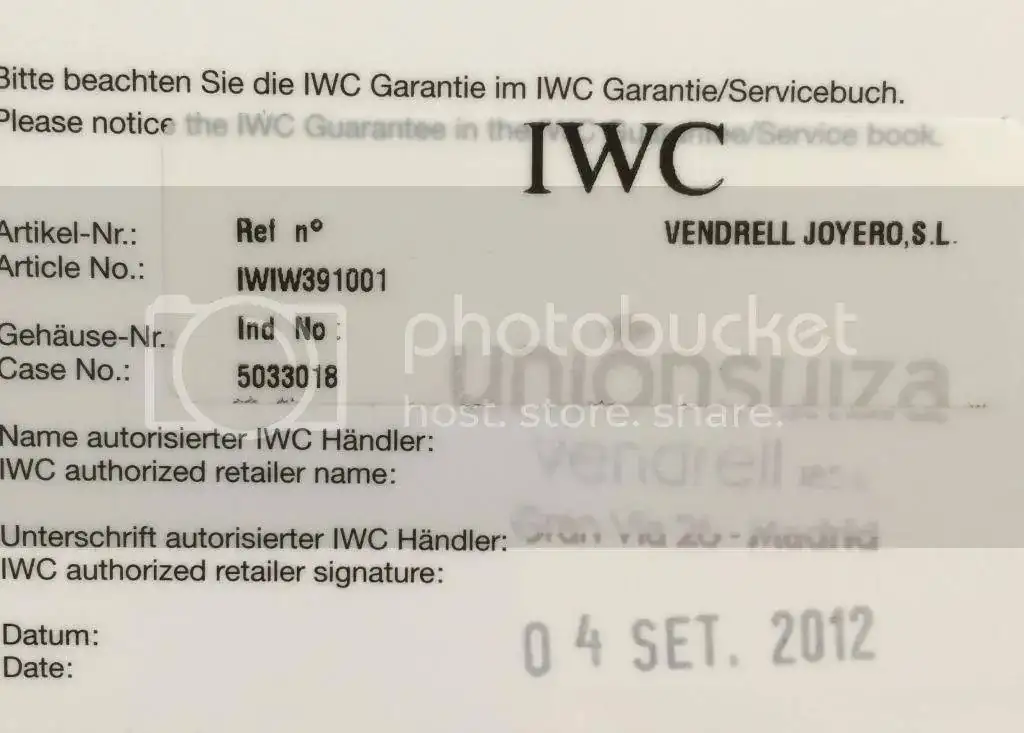 Bitte beachten Sie die IWC Garantie im IWC Garantie/Servicebuch.
Please notice the IWC Guarantee in the IWC Guarantee/Service book.
IWC
Artikel-Nr.:
Article No.:
Ref nº
IWIW391001
VENDRELL JOYERO,S.L.
Gehäuse-Nr.
Case No.:
Ind No :
5033018
photobucket
host. store. share.
uniónsuiza
Vendrell
Gran Vía 26 - Madrid
Name autorisierter IWC Händler:
IWC authorized retailer name:
Unterschrift autorisierter IWC Händler:
IWC authorized retailer signature:
Datum:
Date:
04 SET. 2012